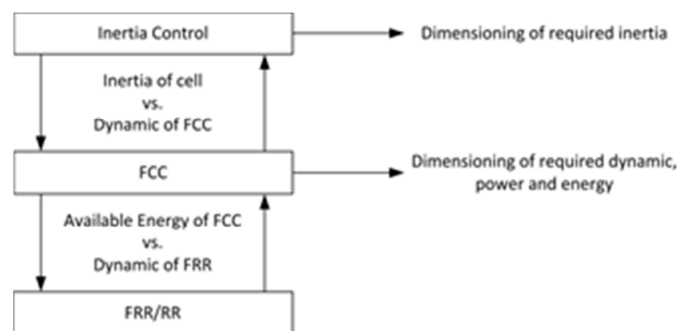 Inertia Control
Dimensioning of required inertia
Inertia of cell
vs.
Dynamic of FCC
FCC
Dimensioning of required dynamic,
power and energy
Available Energy of FCC
vs.
Dynamic of FRR
FRR/RR